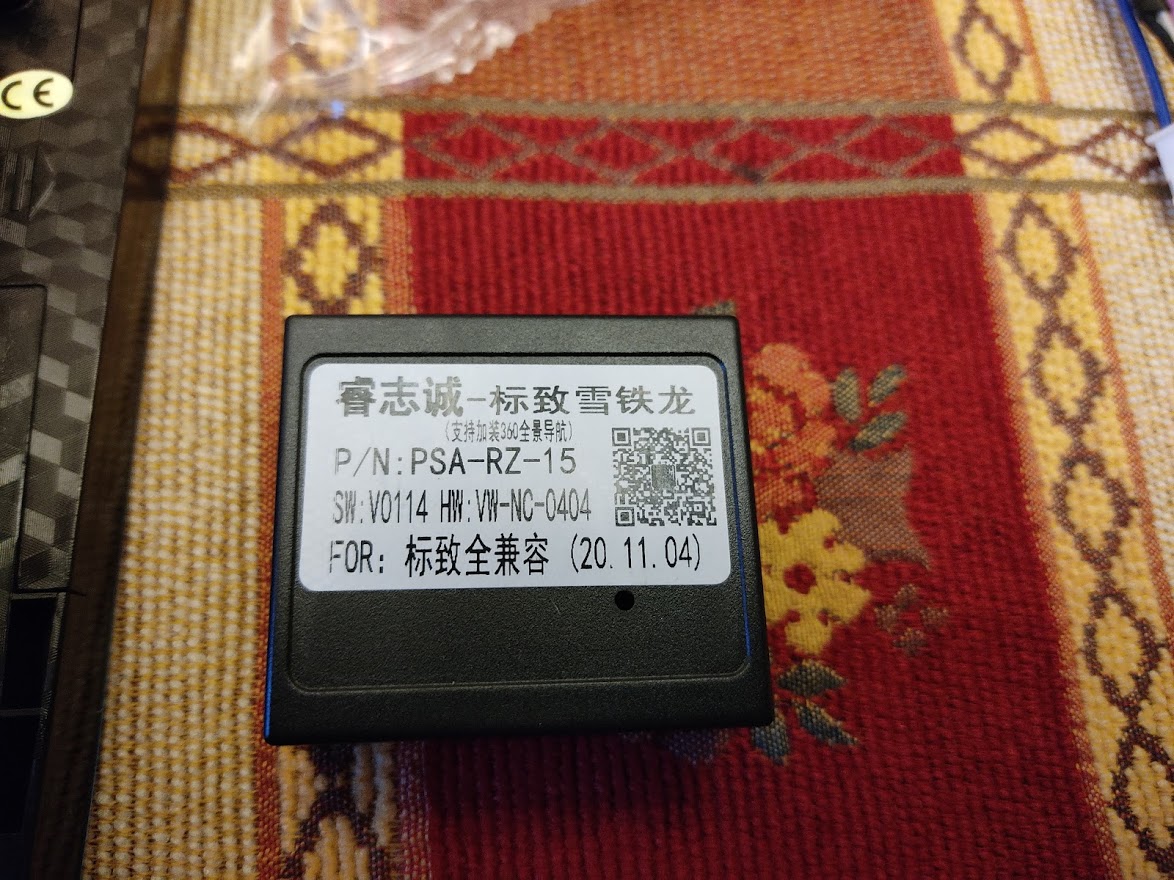 CE
睿志诚-标致雪铁龙
(支持加装360全景导航)
P/N:PSA-RZ-15
SW:V0114 HW:VW-NC-0404
FOR: 标致全兼容 (20.11.04)